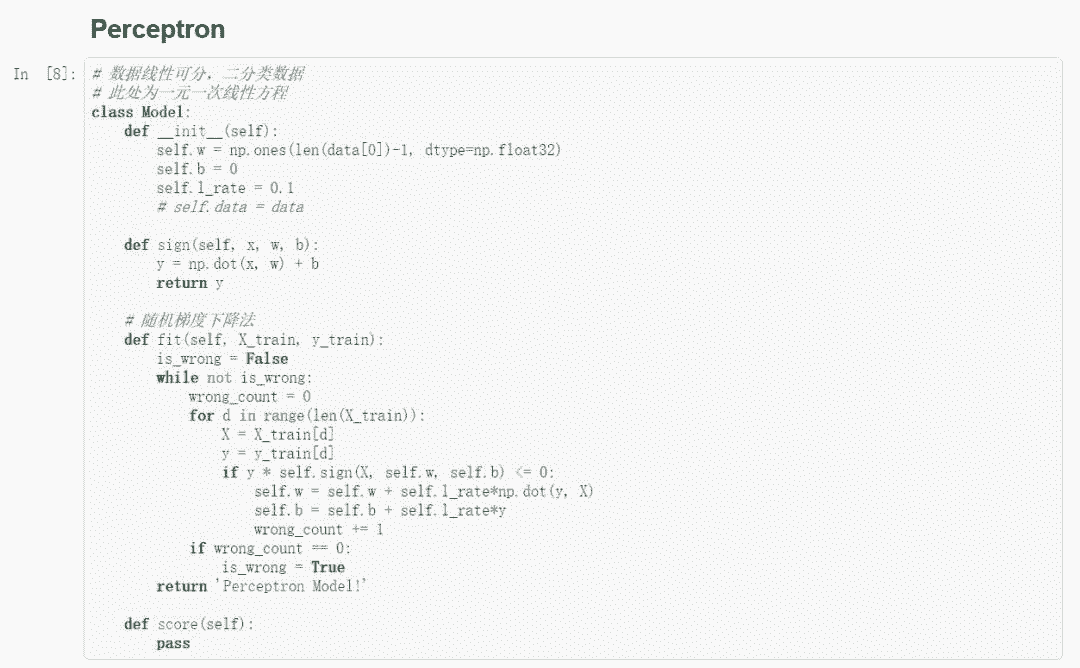 Perceptron
In [8]:
# 数据线性可分，二分类数据
# 此处为一元一次线性方程
class Model:
    def __init__(self):
        self.w = np.ones(len(data[0])-1, dtype=np.float32)
        self.b = 0
        self.l_rate = 0.1
        # self.data = data

    def sign(self, x, w, b):
        y = np.dot(x, w) + b
        return y

    # 随机梯度下降法
    def fit(self, X_train, y_train):
        is_wrong = False
        while not is_wrong:
            wrong_count = 0
            for d in range(len(X_train)):
                X = X_train[d]
                y = y_train[d]
                if y * self.sign(X, self.w, self.b) <= 0:
                    self.w = self.w + self.l_rate*np.dot(y, X)
                    self.b = self.b + self.l_rate*y
                    wrong_count += 1
            if wrong_count == 0:
                is_wrong = True
        return 'Perceptron Model!'

    def score(self):
        pass